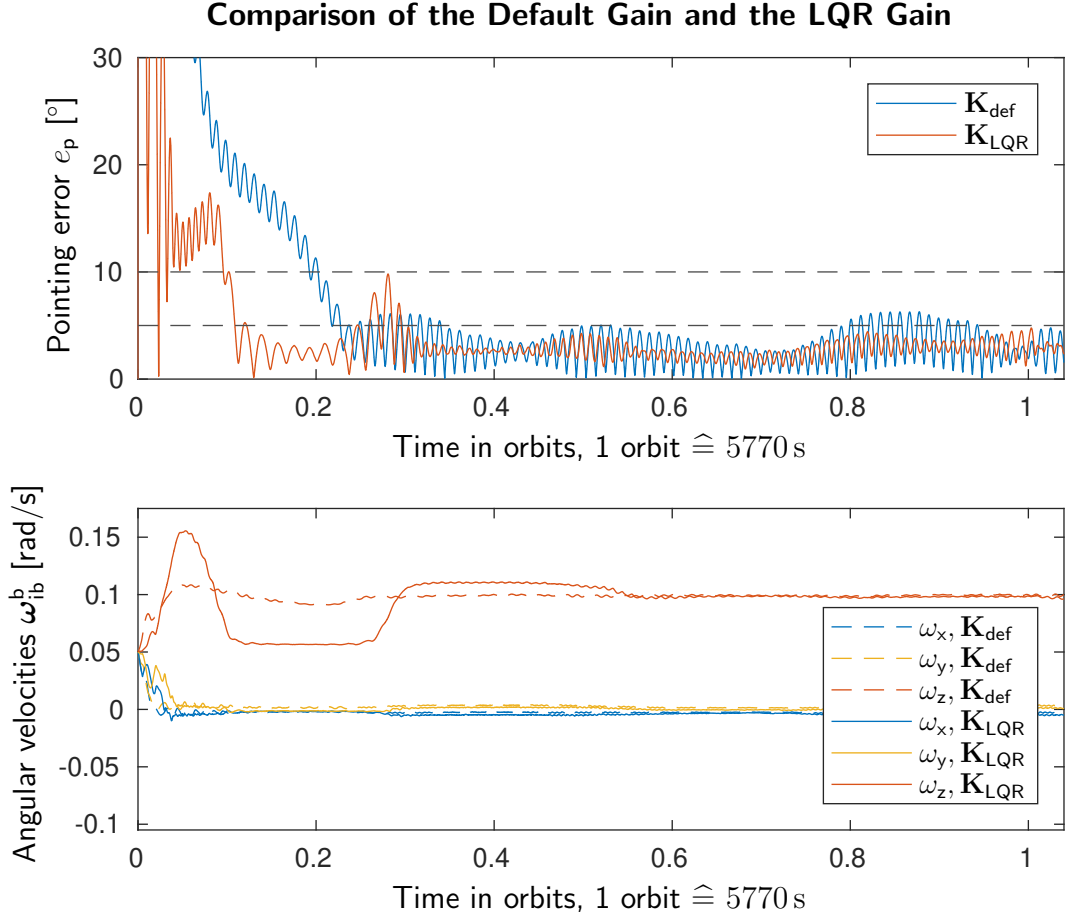 Comparison of the Default Gain and the LQR Gain
Pointing error eₚ [°]
30
20
10
0
K_def
K_LQR
0 0.2 0.4 0.6 0.8 1
Time in orbits, 1 orbit ≙ 5770 s
Angular velocities ω_ib^b [rad/s]
0.15
0.1
0.05
0
-0.05
-0.1
ω_x, K_def
ω_y, K_def
ω_z, K_def
ω_x, K_LQR
ω_y, K_LQR
ω_z, K_LQR
0 0.2 0.4 0.6 0.8 1
Time in orbits, 1 orbit ≙ 5770 s